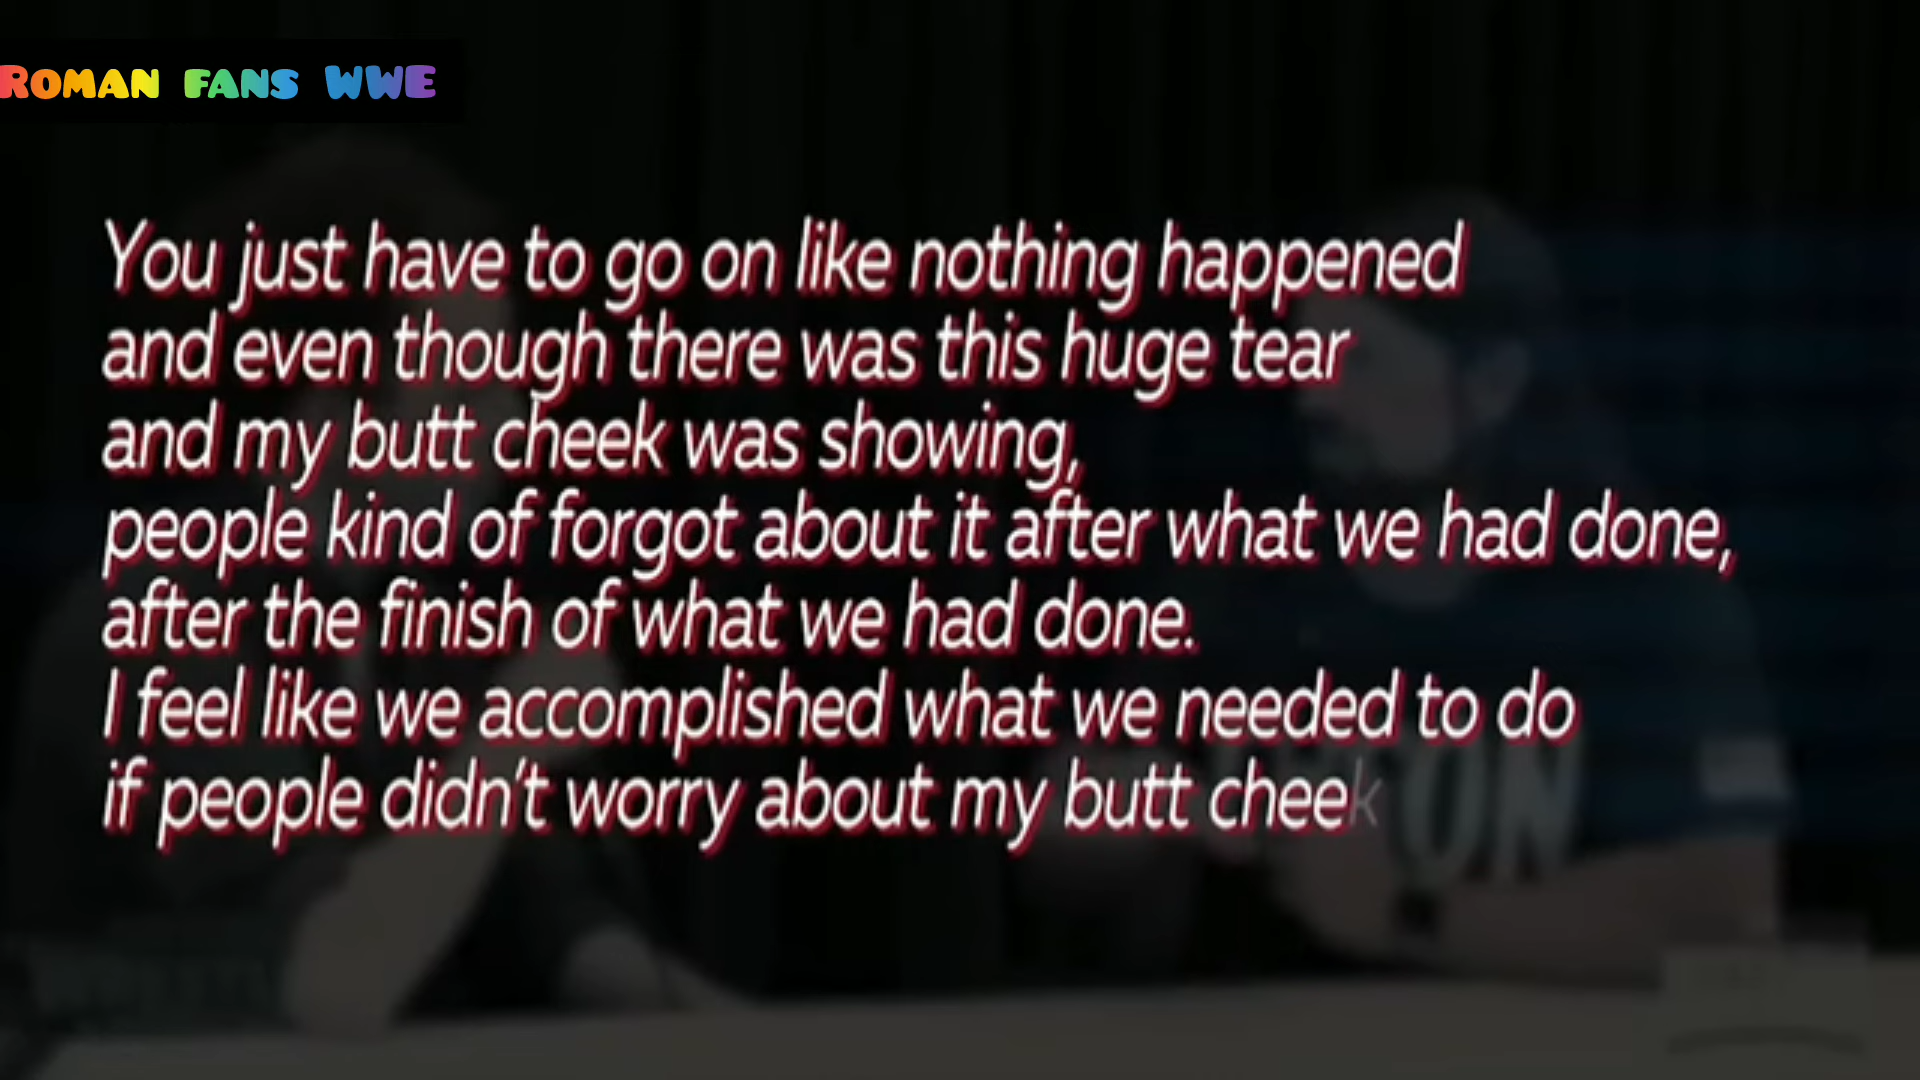 ROMAN FANS WWE
You just have to go on like nothing happened
and even though there was this huge tear
and my butt cheek was showing,
people kind of forgot about it after what we had done,
after the finish of what we had done.
I feel like we accomplished what we needed to do
if people didn't worry about my butt cheek